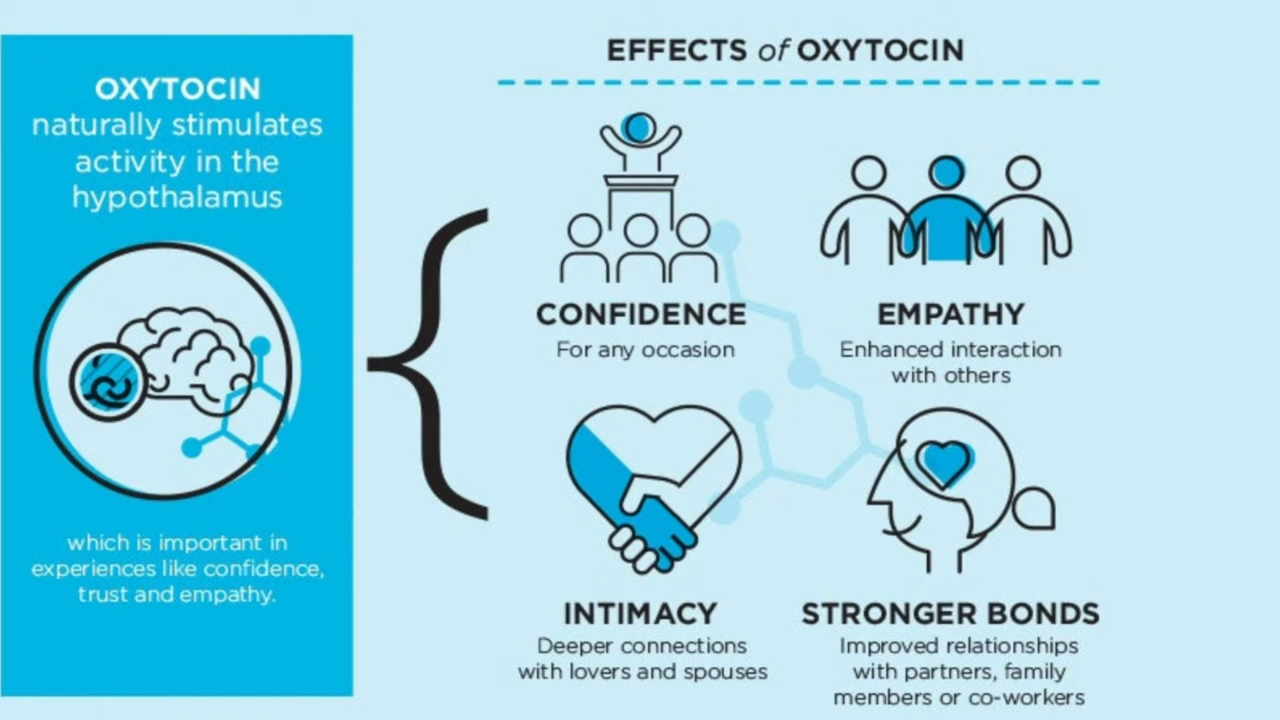 OXYTOCIN
naturally stimulates
activity in the
hypothalamus
which is important in
experiences like confidence,
trust and empathy.
EFFECTS of OXYTOCIN
CONFIDENCE
For any occasion
EMPATHY
Enhanced interaction
with others
INTIMACY
Deeper connections
with lovers and spouses
STRONGER BONDS
Improved relationships
with partners, family
members or co-workers